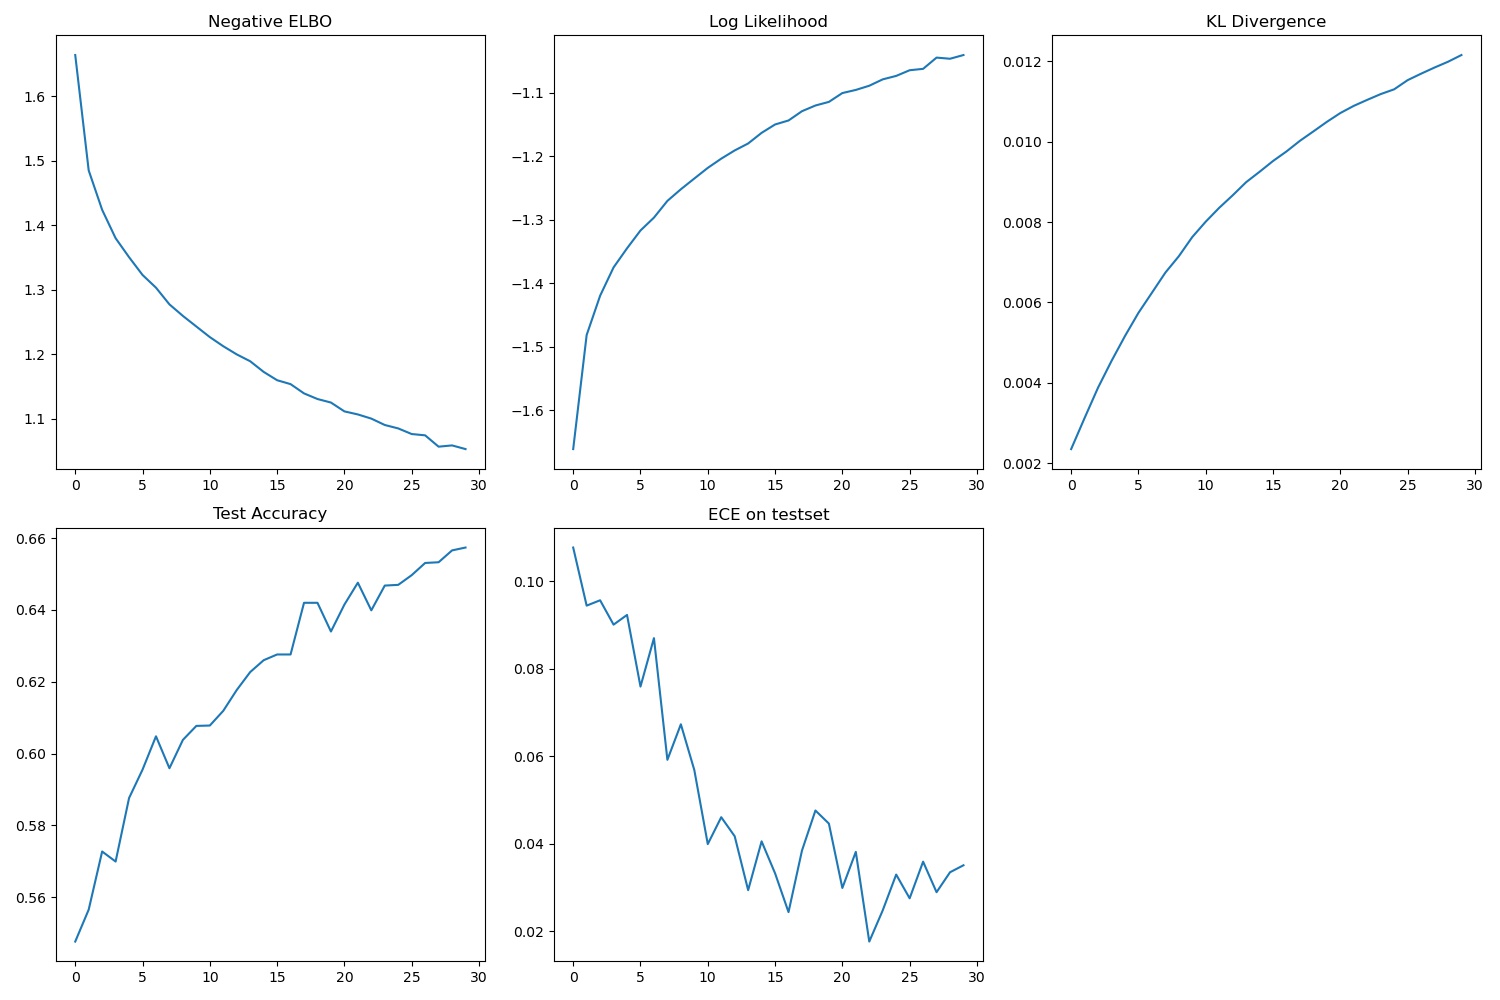 Negative ELBO
1.6
1.5
1.4
1.3
1.2
1.1
0 5 10 15 20 25 30
Log Likelihood
−1.1
−1.2
−1.3
−1.4
−1.5
−1.6
0 5 10 15 20 25 30
KL Divergence
0.012
0.010
0.008
0.006
0.004
0.002
0 5 10 15 20 25 30
Test Accuracy
0.66
0.64
0.62
0.60
0.58
0.56
0 5 10 15 20 25 30
ECE on testset
0.10
0.08
0.06
0.04
0.02
0 5 10 15 20 25 30